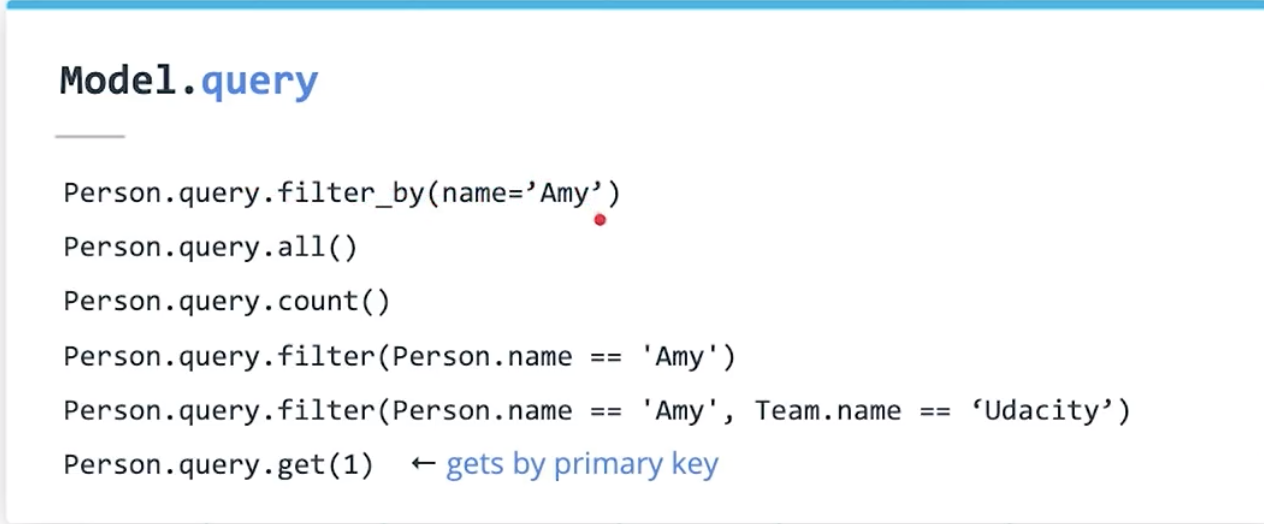 Model.query
Person.query.filter_by(name=’Amy’)
Person.query.all()
Person.query.count()
Person.query.filter(Person.name == 'Amy')
Person.query.filter(Person.name == 'Amy', Team.name == ‘Udacity’)
Person.query.get(1) ← gets by primary key